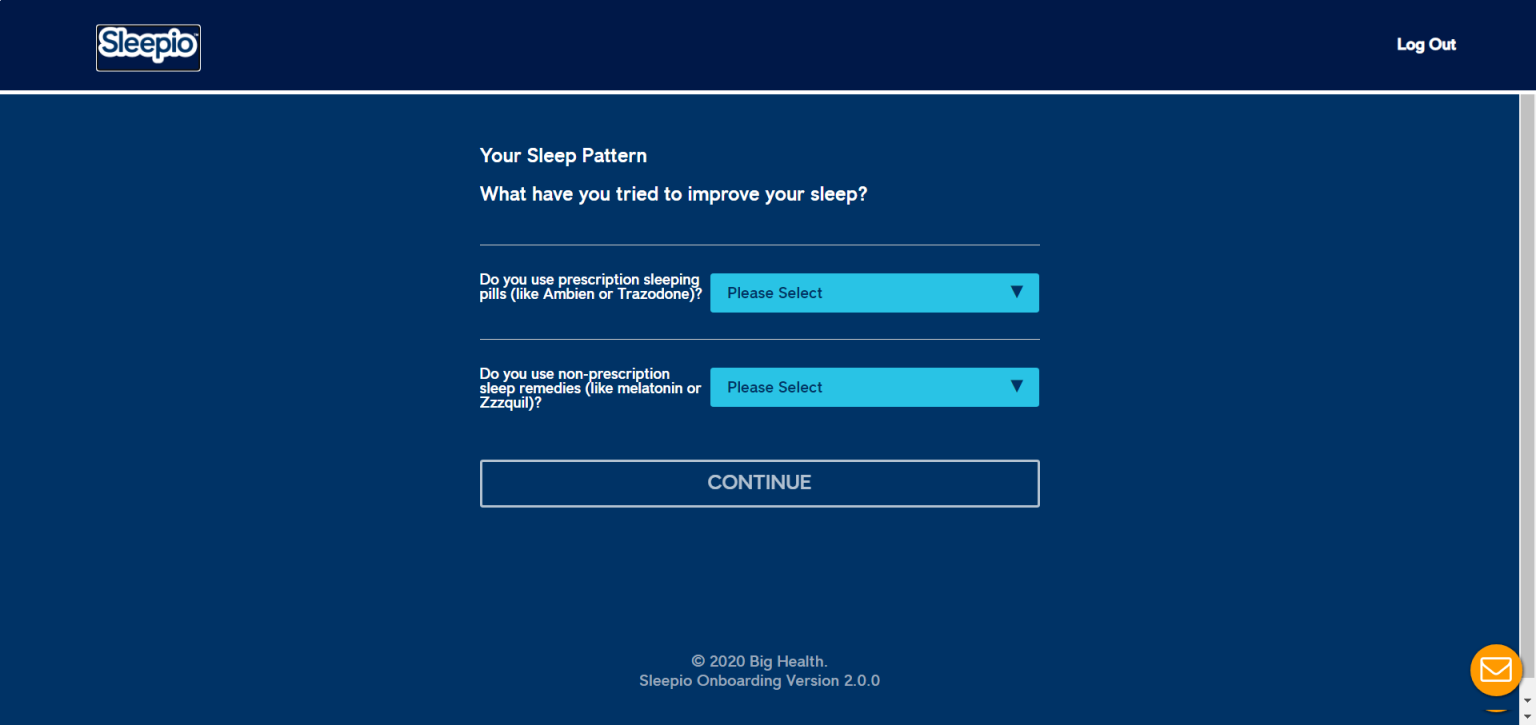 Sleepio™
Log Out
Your Sleep Pattern
What have you tried to improve your sleep?
Do you use prescription sleeping
pills (like Ambien or Trazodone)?
Please Select
Do you use non-prescription
sleep remedies (like melatonin or
Zzzquil)?
Please Select
CONTINUE
© 2020 Big Health.
Sleepio Onboarding Version 2.0.0